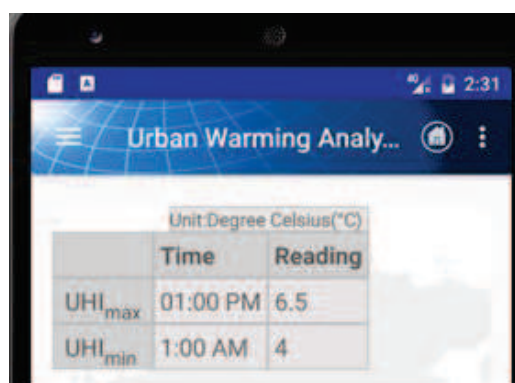 4G 2:31
Urban Warming Analy...
Unit:Degree Celsius(°C)
Time Reading
UHImax 01:00 PM 6.5
UHImin 1:00 AM 4